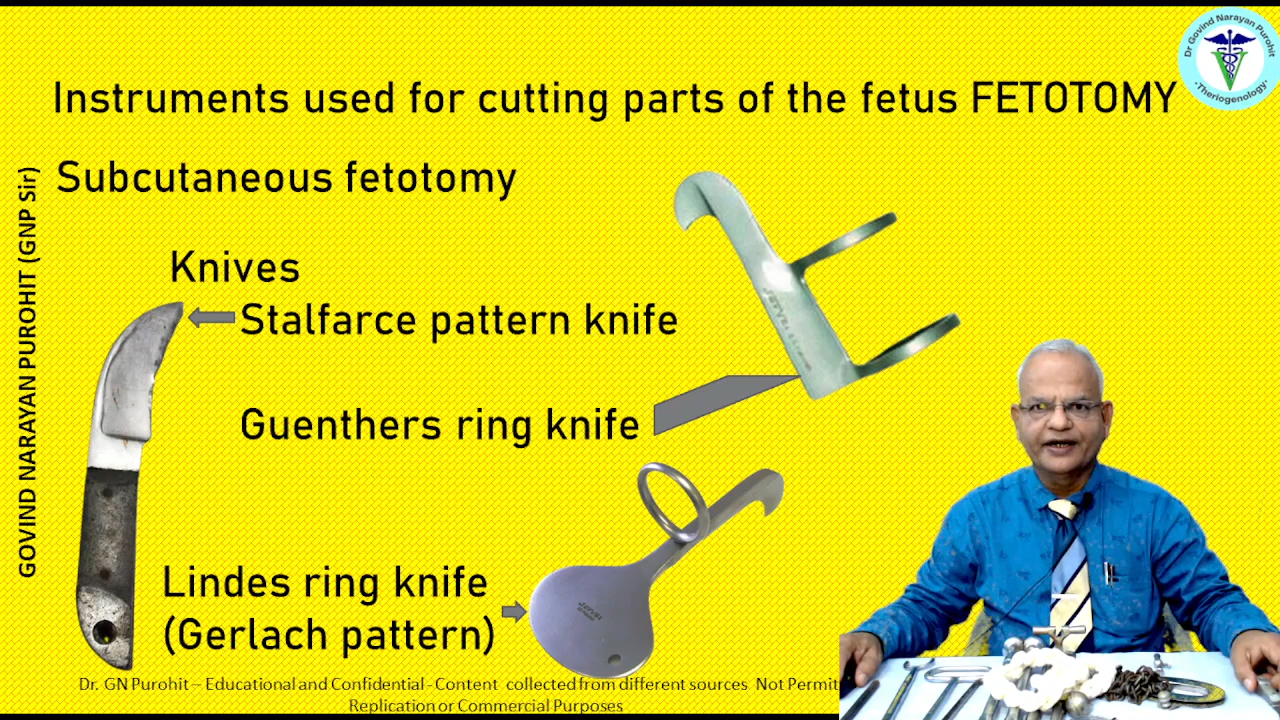 Dr Govind Narayan Purohit
Theriogenology
Instruments used for cutting parts of the fetus FETOTOMY
Subcutaneous fetotomy
GOVIND NARAYAN PUROHIT (GNP Sir)
Knives
Stalfarce pattern knife
Guenthers ring knife
Lindes ring knife
(Gerlach pattern)
Dr. GN Purohit – Educational and Confidential - Content collected from different sources Not Permit
Replication or Commercial Purposes